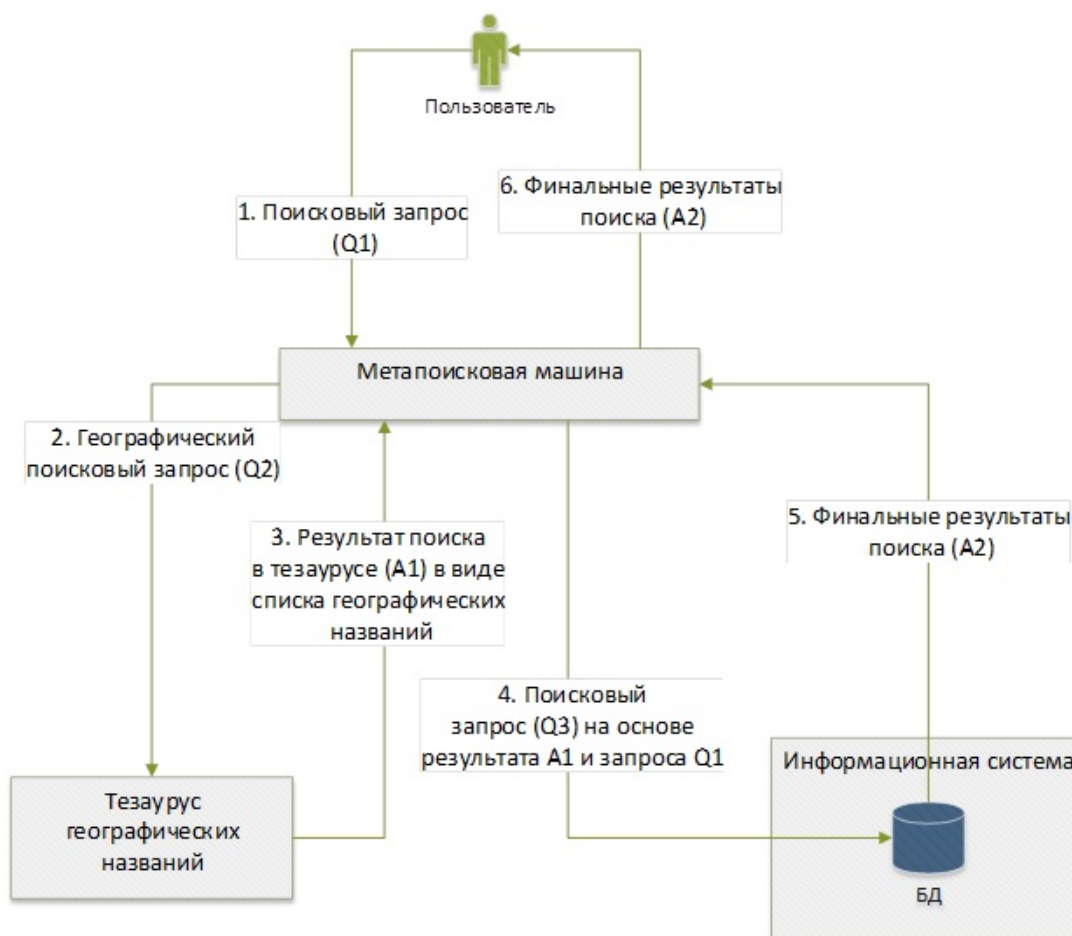 Пользователь
1. Поисковый запрос
(Q1)
6. Финальные результаты
поиска (A2)
Метапоисковая машина
2. Географический
поисковый запрос (Q2)
3. Результат поиска
в тезаурусе (A1) в виде
списка географических
названий
4. Поисковый
запрос (Q3) на основе
результата A1 и запроса Q1
5. Финальные результаты
поиска (A2)
Тезаурус
географических
названий
Информационная система
БД